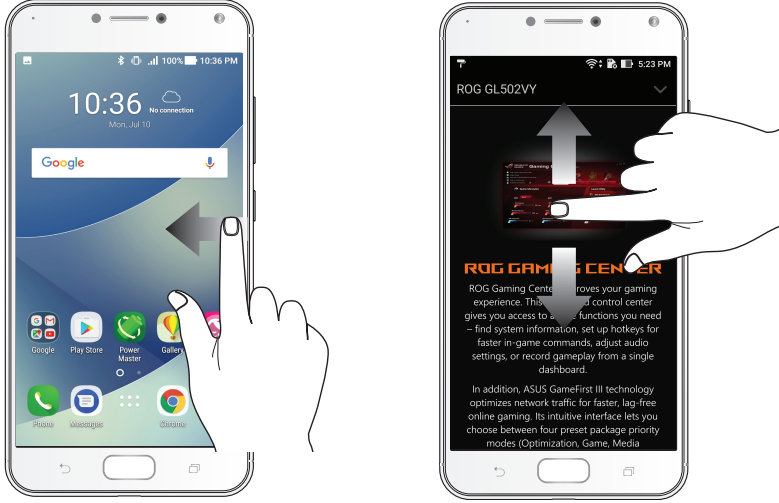 100% 10:36 PM
10:36
No connection
Mon, Jul 10
Google
Google
Play Store
Power
Master
Gallery
Phone
Messages
Chrome
5:23 PM
ROG GL502VY
Gaming
ROG GAMI G CEN ER
ROG Gaming Cente roves your gaming
experience. This control center
gives you access to a functions you need
– find system information, set up hotkeys for
faster in-game commands, adjust audio
settings, or record gameplay from a single
dashboard.
In addition, ASUS GameFirst III technology
optimizes network traffic for faster, lag-free
online gaming. Its intuitive interface lets you
choose between four preset package priority
modes (Optimization, Game, Media